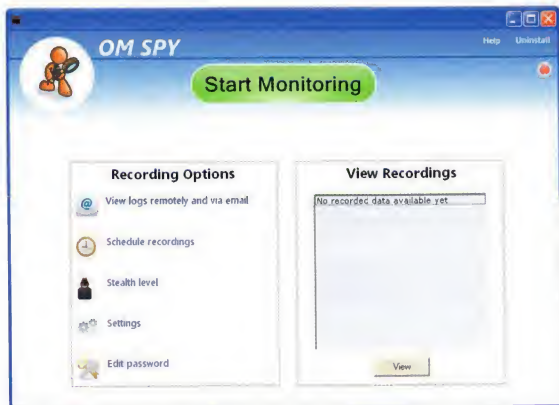 OM SPY
Help Uninstall
Start Monitoring
Recording Options
@
View logs remotely and via email
Schedule recordings
Stealth level
Settings
Edit password
View Recordings
No recorded data available yet
View